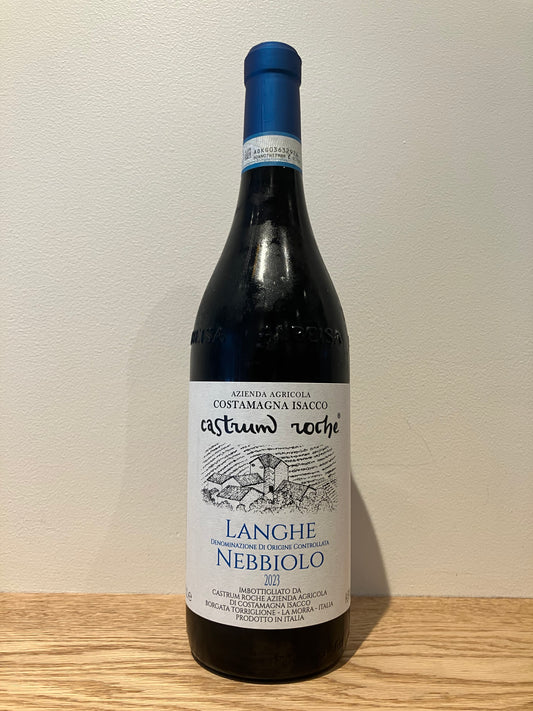 AZIENDA AGRICOLA
COSTAMAGNA ISACCO
castrum roche®
LANGHE
DENOMINAZIONE DI ORIGINE CONTROLLATA
NEBBIOLO
2023
IMBOTTIGLIATO DA
CASTRUM ROCHE AZIENDA AGRICOLA
DI COSTAMAGNA ISACCO
BORGATA TORRIGLIONE - LA MORRA - ITALIA
PRODOTTO IN ITALIA